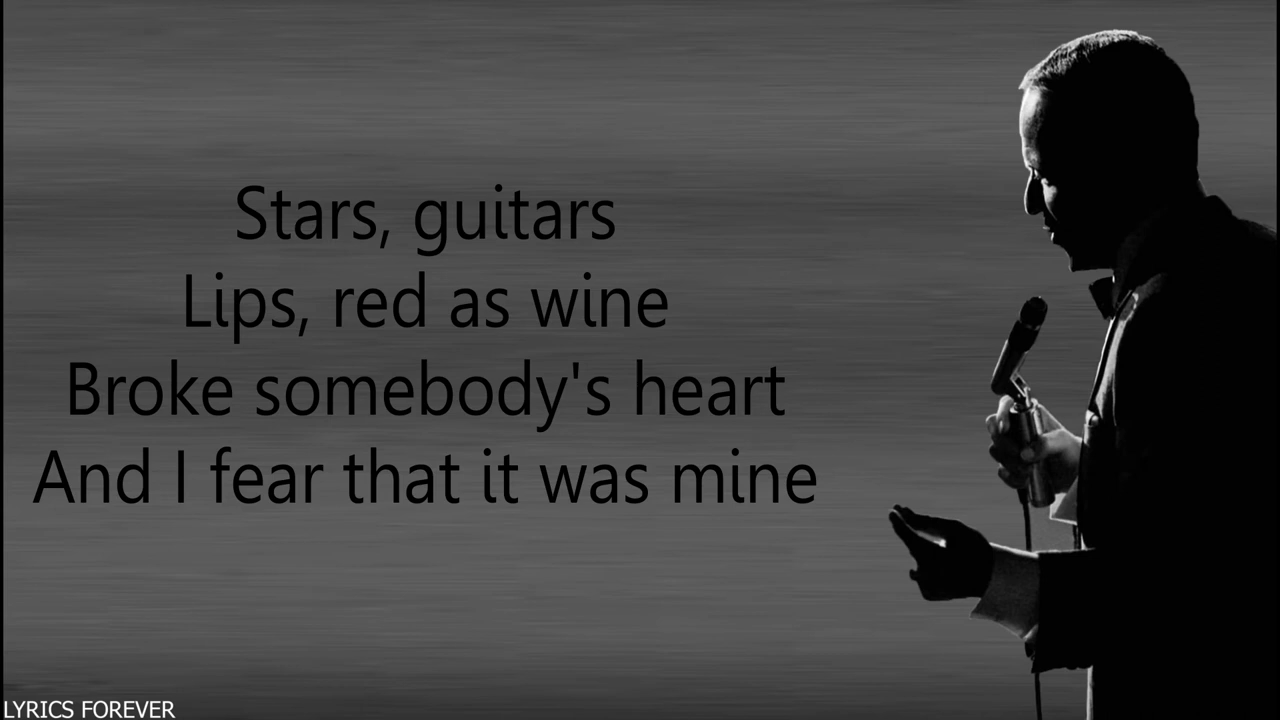 Stars, guitars
Lips, red as wine
Broke somebody's heart
And I fear that it was mine
LYRICS FOREVER